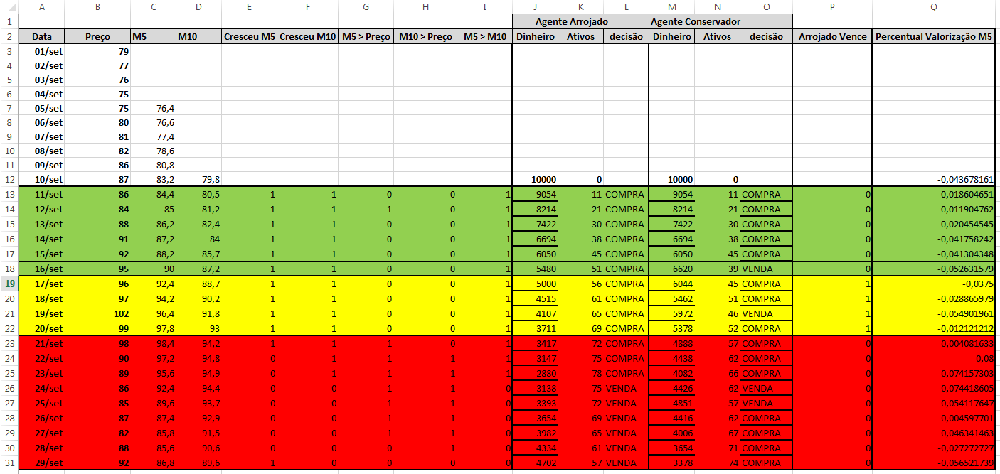 A B C D E F G H I J K L M N O P Q
1 Agente Arrojado Agente Conservador
2 Data Preço M5 M10 Cresceu M5 Cresceu M10 M5 > Preço M10 > Preço M5 > M10 Dinheiro Ativos decisão Dinheiro Ativos decisão Arrojado Vence Percentual Valorização M5
3 01/set 79
4 02/set 77
5 03/set 76
6 04/set 75
7 05/set 75 76,4
8 06/set 80 76,6
9 07/set 81 77,4
10 08/set 82 78,6
11 09/set 86 80,8
12 10/set 87 83,2 79,8 10000 0 10000 0 -0,043678161
13 11/set 86 84,4 80,5 1 1 0 0 1 9054 11 COMPRA 9054 11 COMPRA 0 -0,018604651
14 12/set 84 85 81,2 1 1 1 0 1 8214 21 COMPRA 8214 21 COMPRA 0 0,011904762
15 13/set 88 86,2 82,4 1 1 0 0 1 7422 30 COMPRA 7422 30 COMPRA 0 -0,020454545
16 14/set 91 87,2 84 1 1 0 0 1 6694 38 COMPRA 6694 38 COMPRA 0 -0,041758242
17 15/set 92 88,2 85,7 1 1 0 0 1 6050 45 COMPRA 6050 45 COMPRA 0 -0,041304348
18 16/set 95 90 87,2 1 1 0 0 1 5480 51 COMPRA 6620 39 VENDA 0 -0,052631579
19 17/set 96 92,4 88,7 1 1 0 0 1 5000 56 COMPRA 6044 45 COMPRA 1 -0,0375
20 18/set 97 94,2 90,2 1 1 0 0 1 4515 61 COMPRA 5462 51 COMPRA 1 -0,028865979
21 19/set 102 96,4 91,8 1 1 0 0 1 4107 65 COMPRA 5972 46 VENDA 1 -0,054901961
22 20/set 99 97,8 93 1 1 0 0 1 3711 69 COMPRA 5378 52 COMPRA 1 -0,012121212
23 21/set 98 98,4 94,2 1 1 1 0 1 3417 72 COMPRA 4888 57 COMPRA 0 0,004081633
24 22/set 90 97,2 94,8 0 1 1 1 1 3147 75 COMPRA 4438 62 COMPRA 0 0,08
25 23/set 89 95,6 94,9 0 1 1 1 1 2880 78 COMPRA 4082 66 COMPRA 0 0,074157303
26 24/set 86 92,4 94,4 0 0 1 1 0 3138 75 VENDA 4426 62 VENDA 0 0,074418605
27 25/set 85 89,6 93,7 0 0 1 1 0 3393 72 VENDA 4851 57 VENDA 0 0,054117647
28 26/set 87 87,4 92,9 0 0 1 1 0 3654 69 VENDA 4416 62 COMPRA 0 0,004597701
29 27/set 82 85,8 91,5 0 0 1 1 0 3982 65 VENDA 4006 67 COMPRA 0 0,046341463
30 28/set 88 85,6 90,6 0 0 0 1 0 4334 61 VENDA 3654 71 COMPRA 0 -0,027272727
31 29/set 92 86,8 89,6 1 0 0 0 0 4702 57 VENDA 3378 74 COMPRA 0 -0,056521739